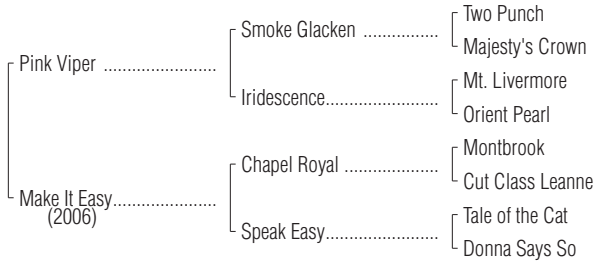 Two Punch
Smoke Glacken ..................
Majesty's Crown
Pink Viper ...........................
Mt. Livermore
Iridescence...........................
Orient Pearl
Montbrook
Chapel Royal ......................
Cut Class Leanne
Make It Easy.........................
(2006)
Tale of the Cat
Speak Easy...........................
Donna Says So